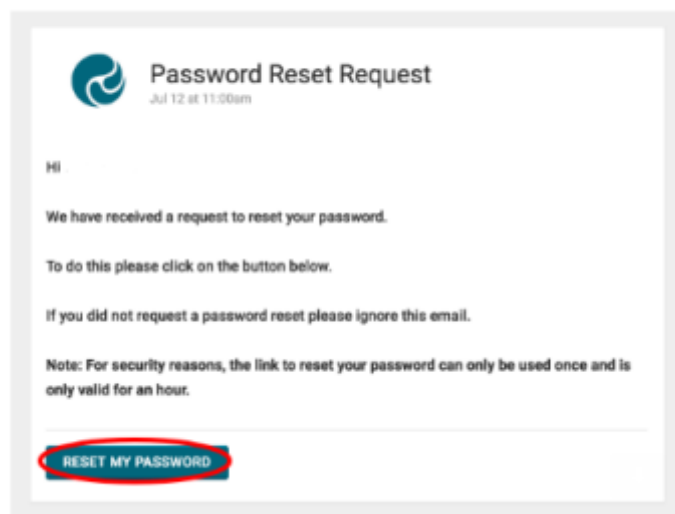 Password Reset Request
Jul 12 at 11:00am
Hi
We have received a request to reset your password.
To do this please click on the button below.
If you did not request a password reset please ignore this email.
Note: For security reasons, the link to reset your password can only be used once and is
only valid for an hour.
RESET MY PASSWORD